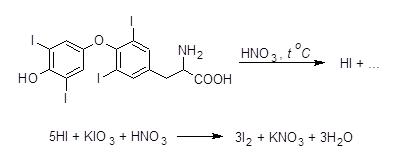 I
I O NH₂ HNO₃, t °C
HO I COOH HI + ...
I
5HI + KIO₃ + HNO₃ → 3I₂ + KNO₃ + 3H₂O